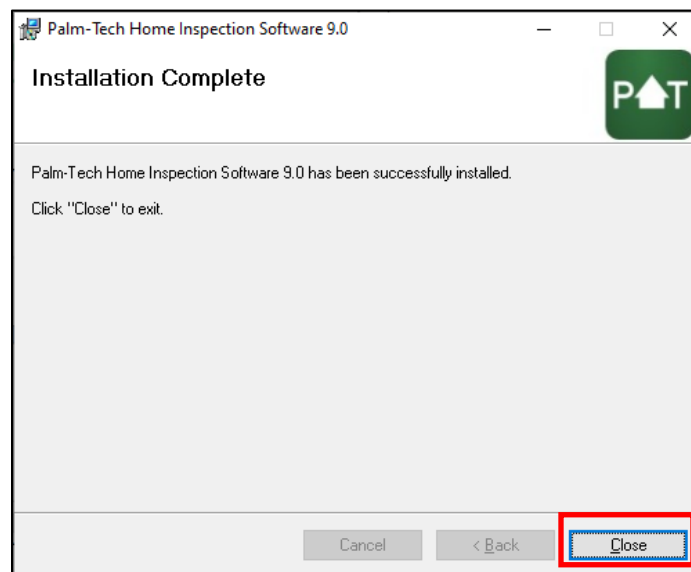 Palm-Tech Home Inspection Software 9.0
Installation Complete
P T
Palm-Tech Home Inspection Software 9.0 has been successfully installed.
Click "Close" to exit.
Cancel
< Back
Close